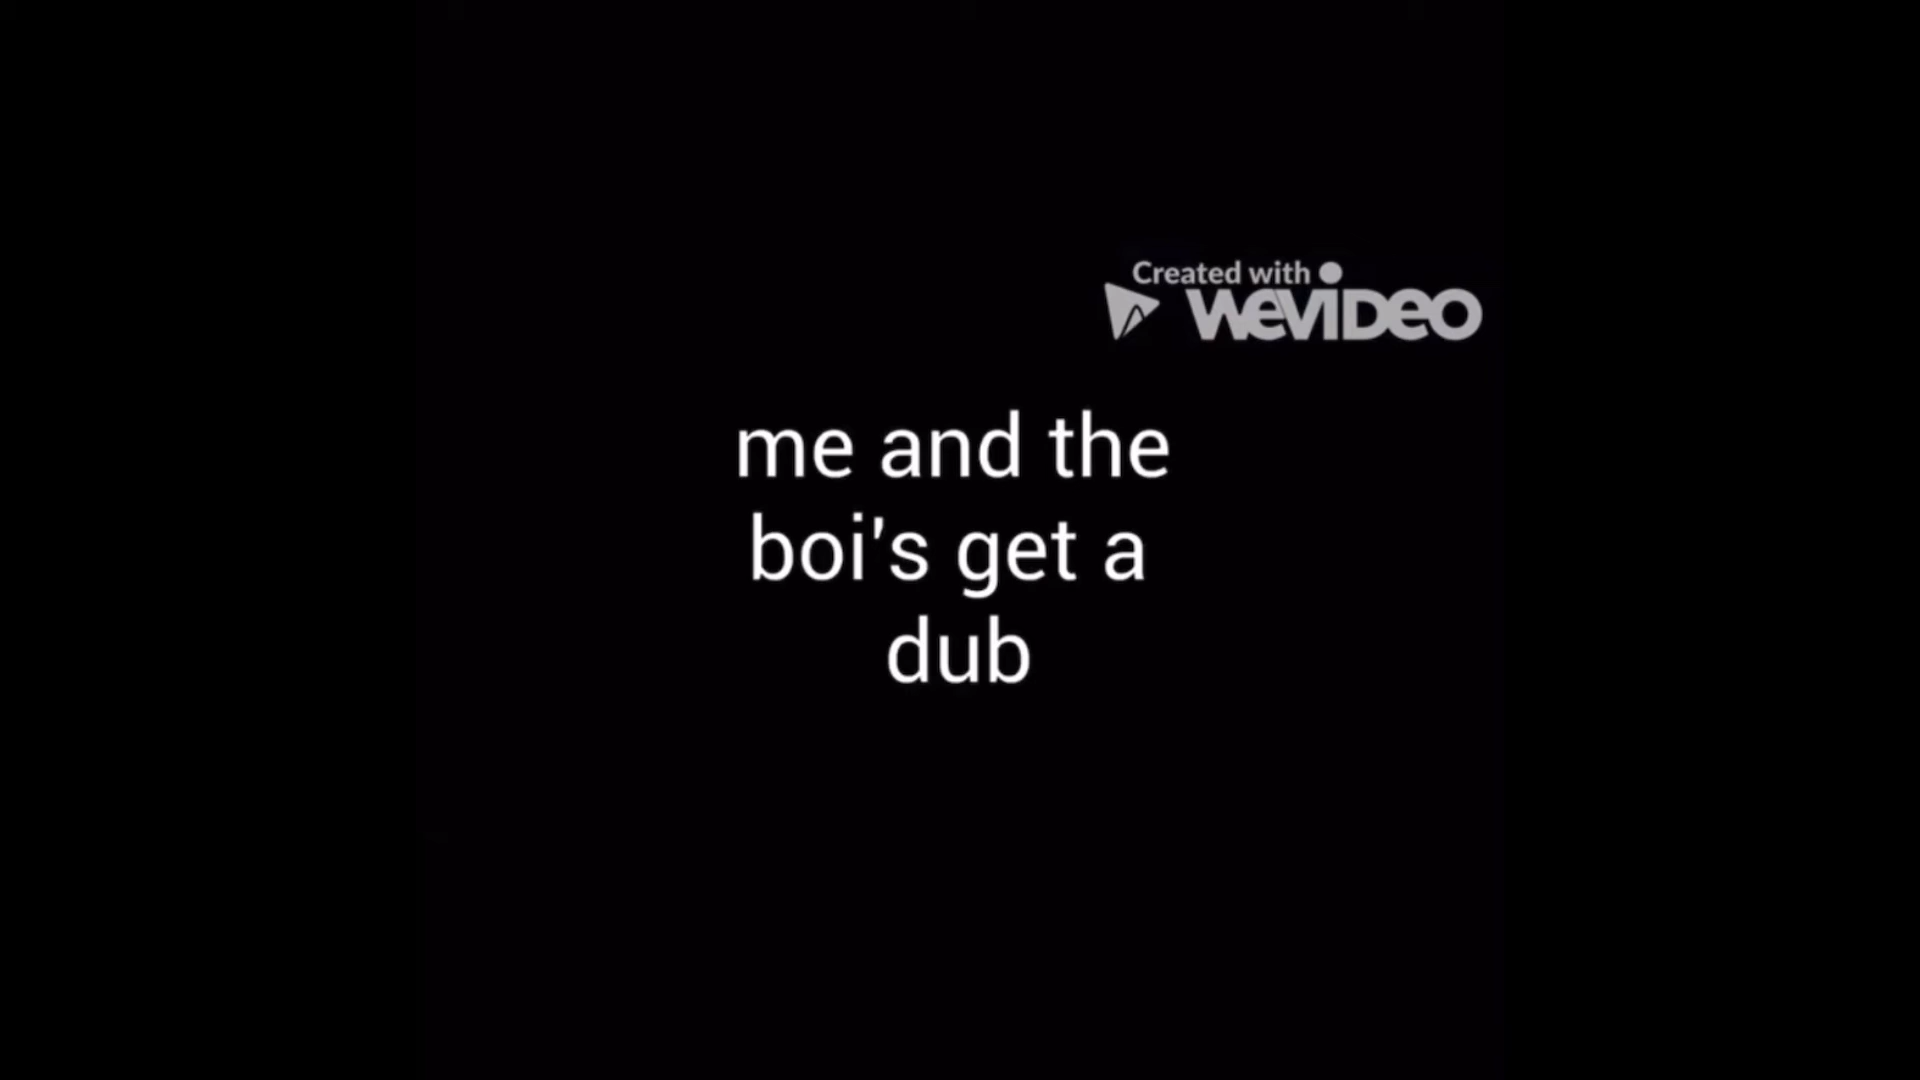 Created with
WeVideo
me and the
boi's get a
dub